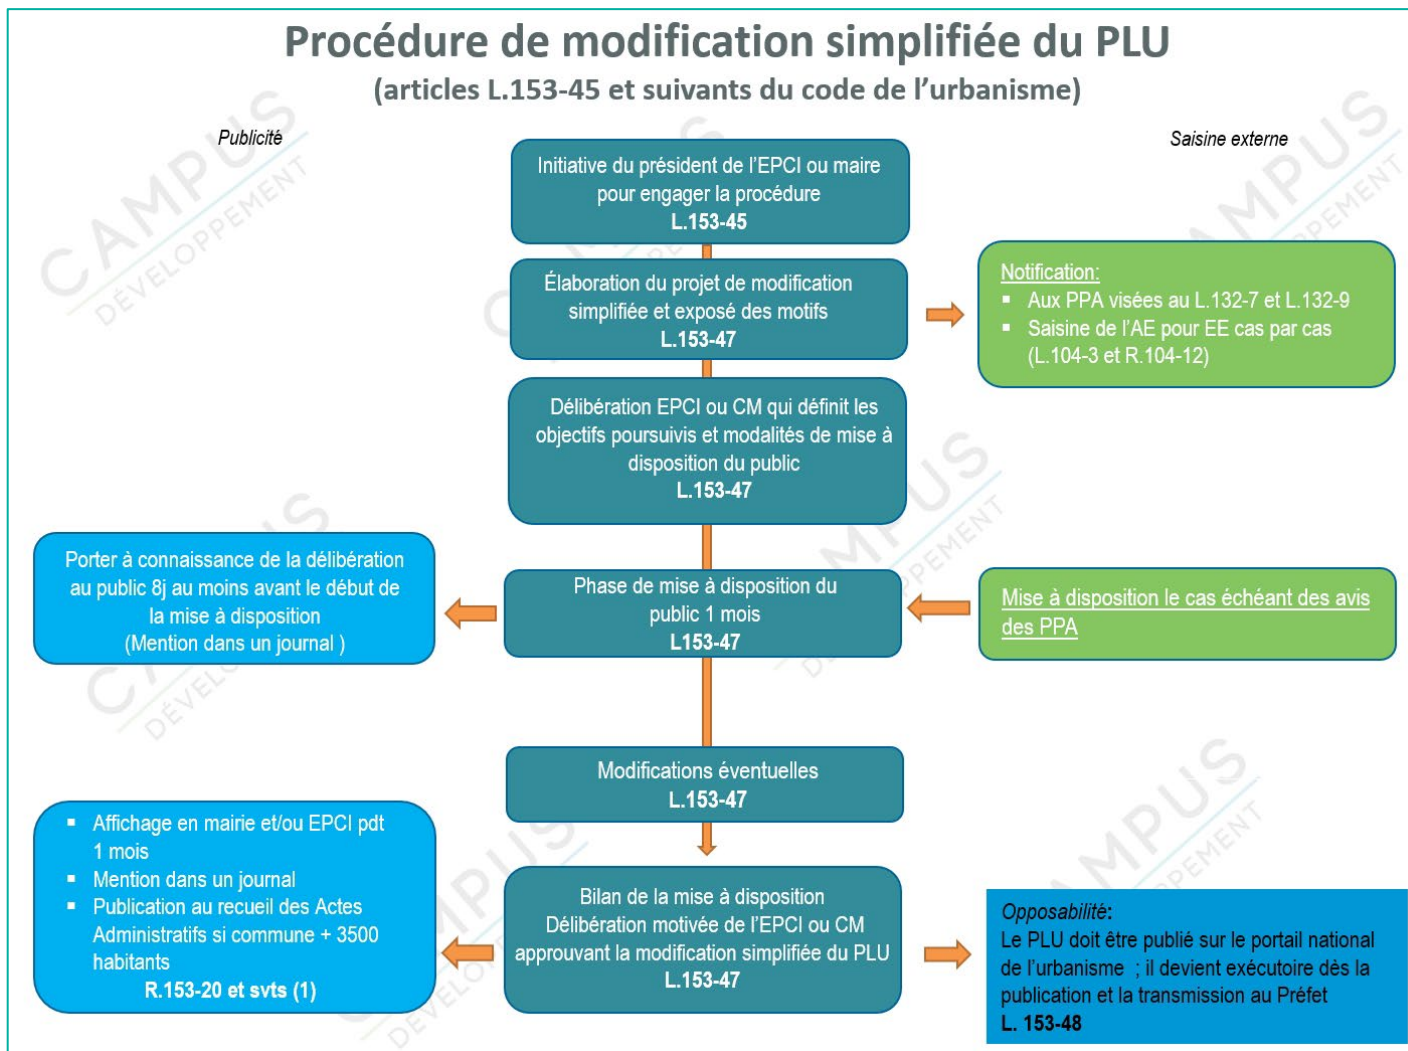 Procédure de modification simplifiée du PLU
(articles L.153-45 et suivants du code de l'urbanisme)
Publicité
Saisine externe
Initiative du président de l'EPCI ou maire
pour engager la procédure
L.153-45
Élaboration du projet de modification
simplifiée et exposé des motifs
L.153-47
Notification:
▪ Aux PPA visées au L.132-7 et L.132-9
▪ Saisine de l'AE pour EE cas par cas
(L.104-3 et R.104-12)
Délibération EPCI ou CM qui définit les
objectifs poursuivis et modalités de mise à
disposition du public
L.153-47
Porter à connaissance de la délibération
au public 8j au moins avant le début de
la mise à disposition
(Mention dans un journal )
Phase de mise à disposition du
public 1 mois
L153-47
Mise à disposition le cas échéant des avis
des PPA
Modifications éventuelles
L.153-47
▪ Affichage en mairie et/ou EPCI pdt
1 mois
▪ Mention dans un journal
▪ Publication au recueil des Actes
Administratifs si commune + 3500
habitants
R.153-20 et svts (1)
Bilan de la mise à disposition
Délibération motivée de l'EPCI ou CM
approuvant la modification simplifiée du PLU
L.153-47
Opposabilité:
Le PLU doit être publié sur le portail national
de l'urbanisme ; il devient exécutoire dès la
publication et la transmission au Préfet
L. 153-48
CAMPUS
DÉVELOPPEMENT